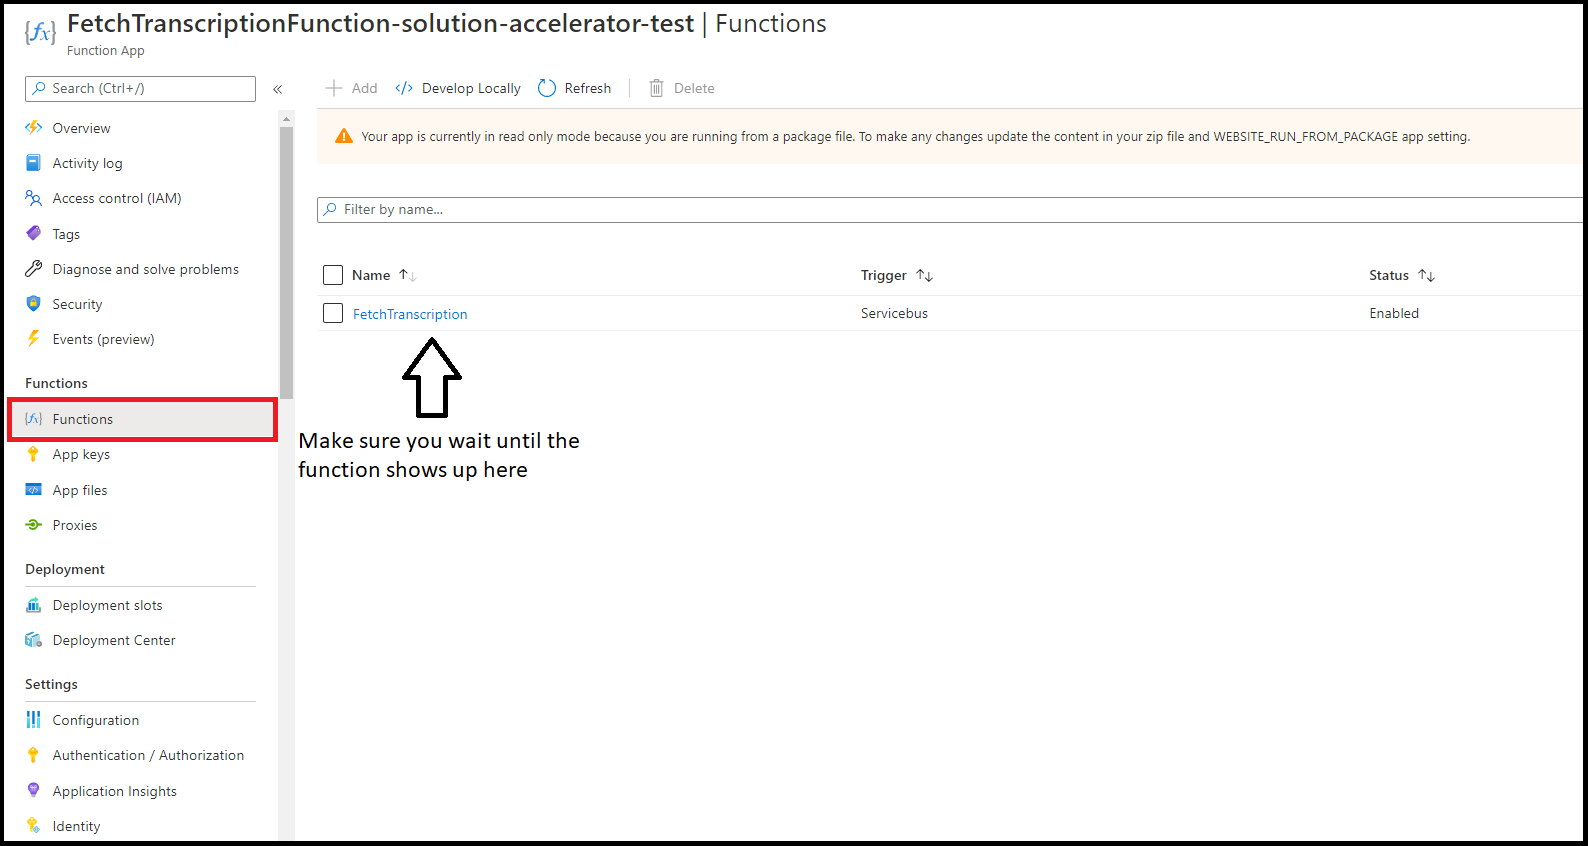 FetchTranscriptionFunction-solution-accelerator-test | Functions
Function App
Search (Ctrl+/)
«
Add
Develop Locally
Refresh
Delete
Overview
Activity log
Access control (IAM)
Tags
Diagnose and solve problems
Security
Events (preview)
Functions
Functions
App keys
App files
Proxies
Deployment
Deployment slots
Deployment Center
Settings
Configuration
Authentication / Authorization
Application Insights
Identity
Your app is currently in read only mode because you are running from a package file. To make any changes update the content in your zip file and WEBSITE_RUN_FROM_PACKAGE app setting.
Filter by name...
Name Trigger Status
FetchTranscription Servicebus Enabled
Make sure you wait until the
function shows up here